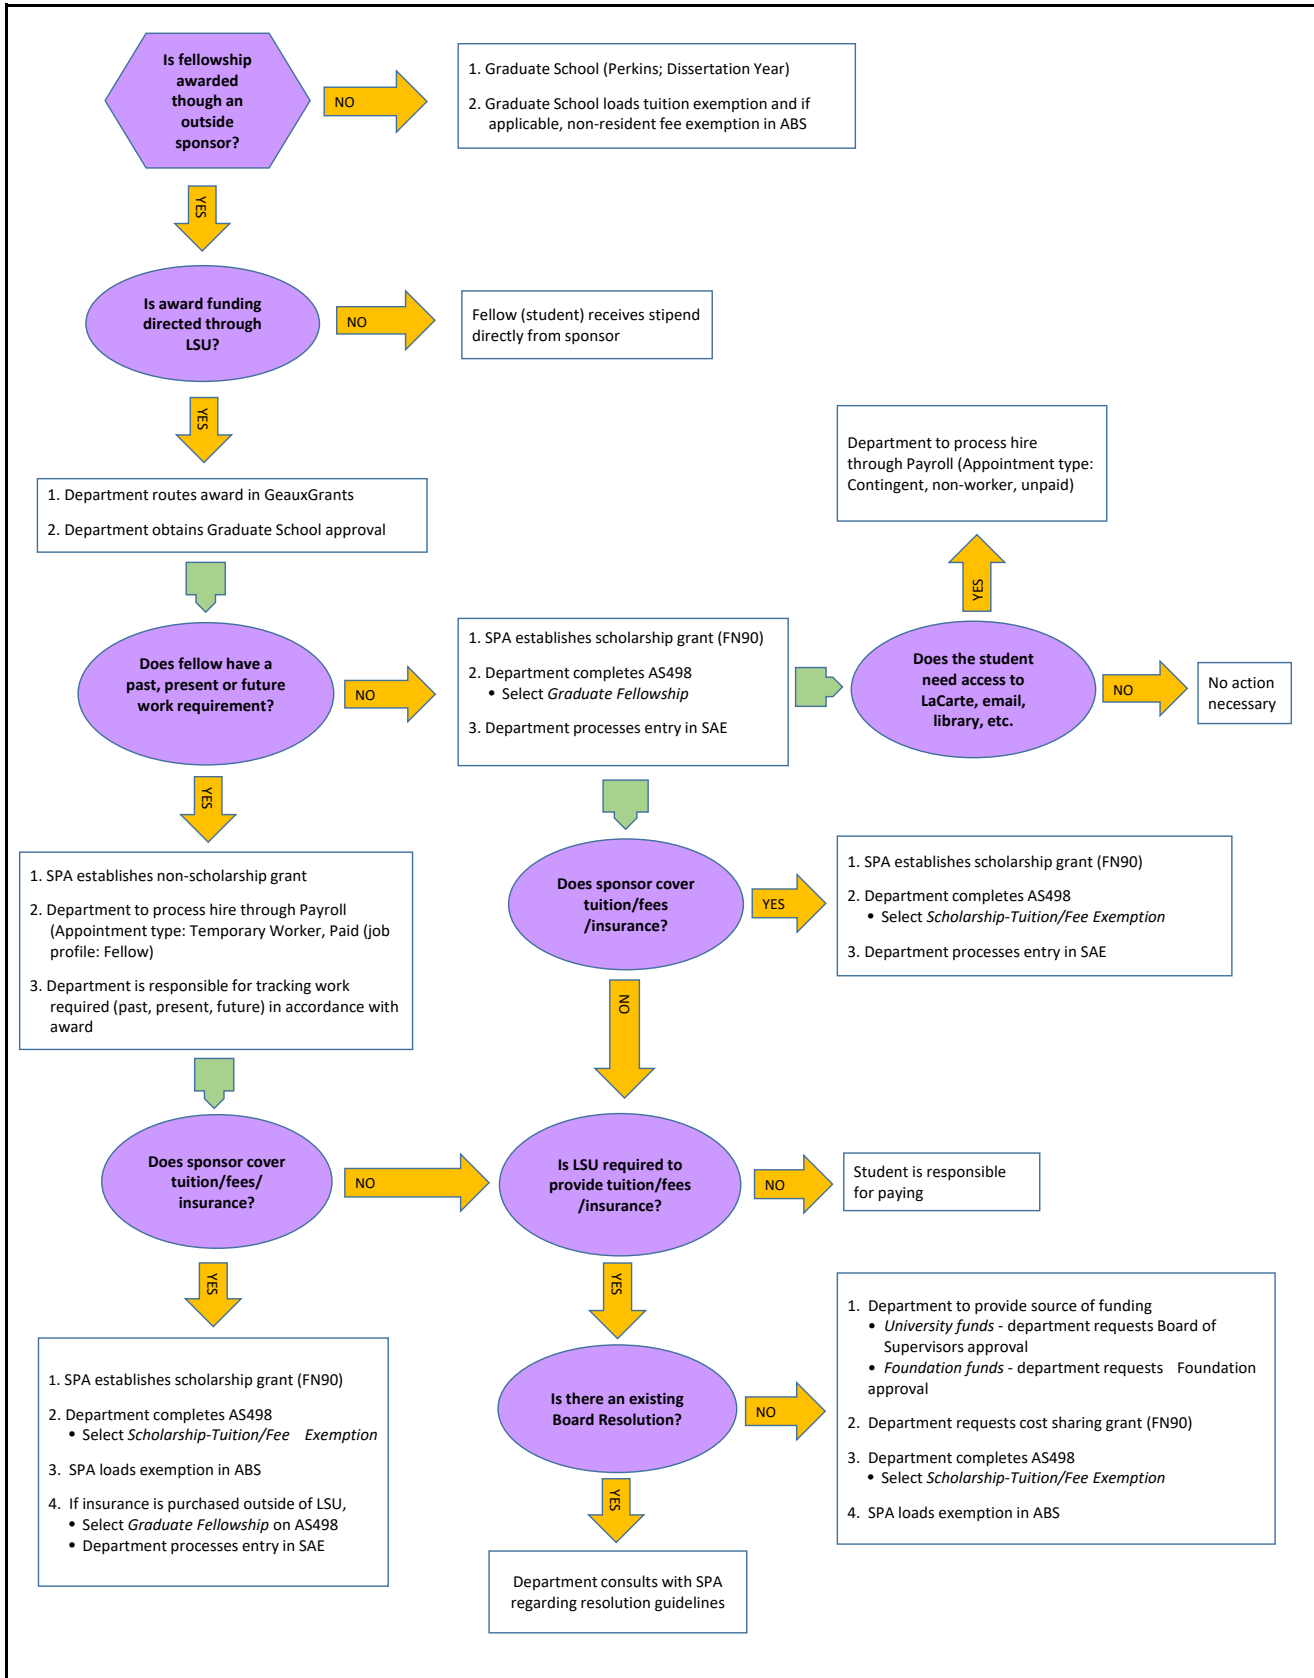 Is fellowship
awarded
though an
outside
sponsor?
NO
1. Graduate School (Perkins; Dissertation Year)
2. Graduate School loads tuition exemption and if
applicable, non-resident fee exemption in ABS
YES
Is award funding
directed through
LSU?
NO
Fellow (student) receives stipend
directly from sponsor
YES
Department to process hire
through Payroll (Appointment type:
Contingent, non-worker, unpaid)
1. Department routes award in GeauxGrants
2. Department obtains Graduate School approval
YES
Does fellow have a
past, present or future
work requirement?
NO
1. SPA establishes scholarship grant (FN90)
2. Department completes AS498
• Select Graduate Fellowship
3. Department processes entry in SAE
Does the student
need access to
LaCarte, email,
library, etc.
NO
No action
necessary
YES
1. SPA establishes non-scholarship grant
2. Department to process hire through Payroll
(Appointment type: Temporary Worker, Paid (job
profile: Fellow)
3. Department is responsible for tracking work
required (past, present, future) in accordance with
award
Does sponsor cover
tuition/fees
/insurance?
YES
1. SPA establishes scholarship grant (FN90)
2. Department completes AS498
• Select Scholarship-Tuition/Fee Exemption
3. Department processes entry in SAE
NO
Does sponsor cover
tuition/fees/
insurance?
NO
Is LSU required to
provide tuition/fees
/insurance?
NO
Student is responsible
for paying
YES
YES
1. SPA establishes scholarship grant (FN90)
2. Department completes AS498
• Select Scholarship-Tuition/Fee Exemption
3. SPA loads exemption in ABS
4. If insurance is purchased outside of LSU,
• Select Graduate Fellowship on AS498
• Department processes entry in SAE
Is there an existing
Board Resolution?
NO
1. Department to provide source of funding
• University funds - department requests Board of
Supervisors approval
• Foundation funds - department requests Foundation
approval
2. Department requests cost sharing grant (FN90)
3. Department completes AS498
• Select Scholarship-Tuition/Fee Exemption
4. SPA loads exemption in ABS
YES
Department consults with SPA
regarding resolution guidelines